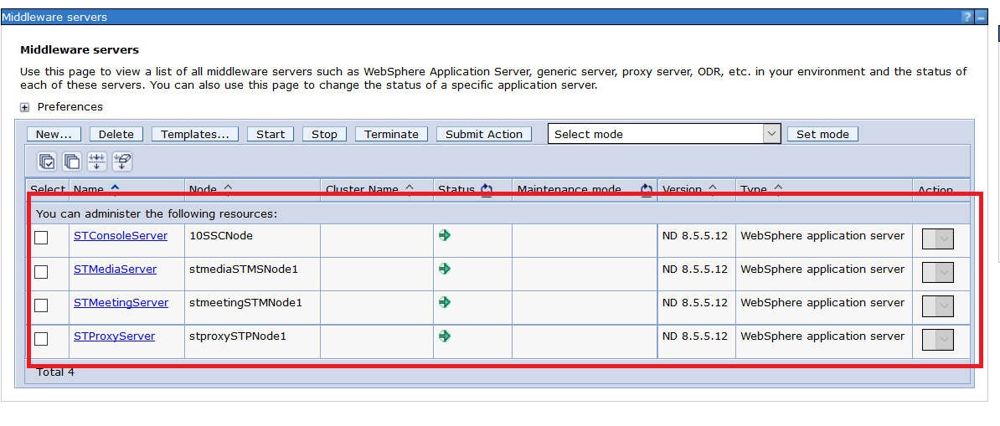 Middleware servers
Middleware servers
Use this page to view a list of all middleware servers such as WebSphere Application Server, generic server, proxy server, ODR, etc. in your environment and the status of
each of these servers. You can also use this page to change the status of a specific application server.
Preferences
New... Delete Templates... Start Stop Terminate Submit Action Select mode Set mode
Select Name Node Cluster Name Status Maintenance mode Version Type Action
You can administer the following resources:
STConsoleServer 10SSCNode ND 8.5.5.12 WebSphere application server
STMediaServer stmediaSTMSNode1 ND 8.5.5.12 WebSphere application server
STMeetingServer stmeetingSTMNode1 ND 8.5.5.12 WebSphere application server
STProxyServer stproxySTPNode1 ND 8.5.5.12 WebSphere application server
Total 4